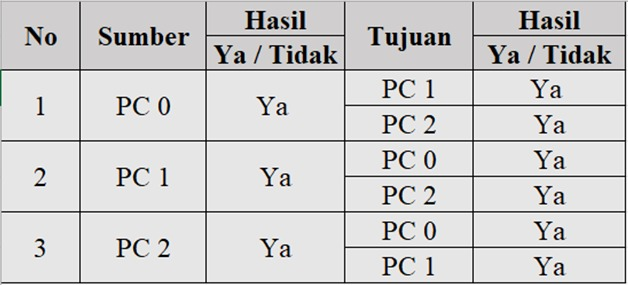 No Sumber Hasil Tujuan Hasil
Ya / Tidak Ya / Tidak
1 PC 0 Ya PC 1 Ya
PC 2 Ya
2 PC 1 Ya PC 0 Ya
PC 2 Ya
3 PC 2 Ya PC 0 Ya
PC 1 Ya